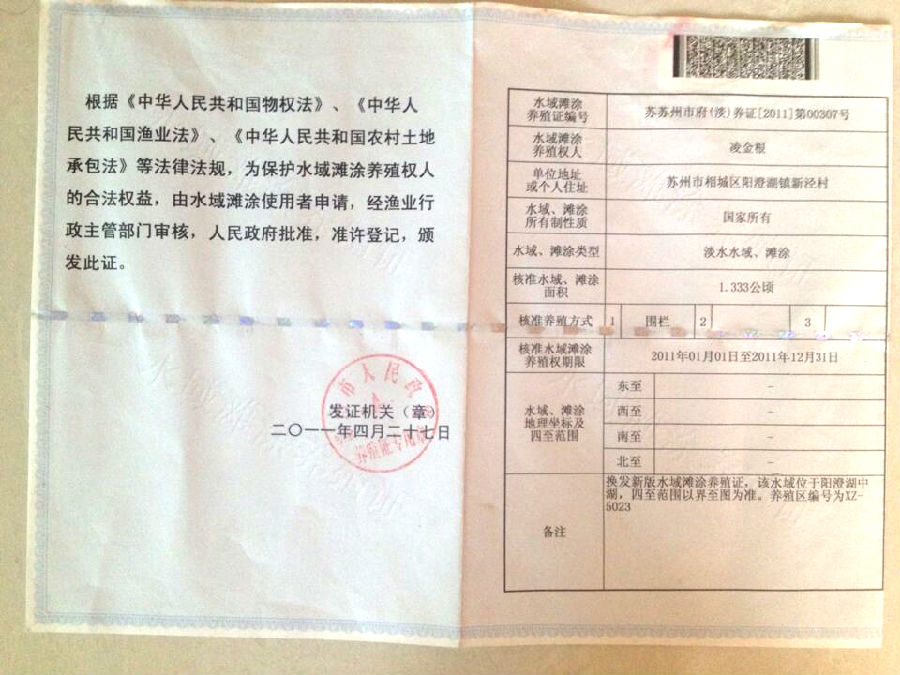 根据《中华人民共和国物权法》、《中华人
民共和国渔业法》、《中华人民共和国农村土地
承包法》等法律法规，为保护水域滩涂养殖权人
的合法权益，由水域滩涂使用者申请，经渔业行
政主管部门审核，人民政府批准，准许登记，颁
发此证。
市人民政
发证机关（章）
二〇一一年四月二十七日
养殖证专用章
水域滩涂
养殖证编号
苏苏州市府(淡)养证[2011]第00307号
水域滩涂
养殖权人
凌金根
单位地址
或个人住址
苏州市相城区阳澄湖镇新泾村
水域、滩涂
所有制性质
国家所有
水域、滩涂类型
淡水水域、滩涂
核准水域、滩涂
面积
1.333公顷
核准养殖方式 1 围栏 2 3
核准水域滩涂
养殖权期限
2011年01月01日至2011年12月31日
水域、滩涂
地理坐标及
四至范围
东至 -
西至 -
南至 -
北至 -
备注
换发新版水域滩涂养殖证，该水域位于阳澄湖中
湖，四至范围以界至图为准。养殖区编号为XZ-
5023